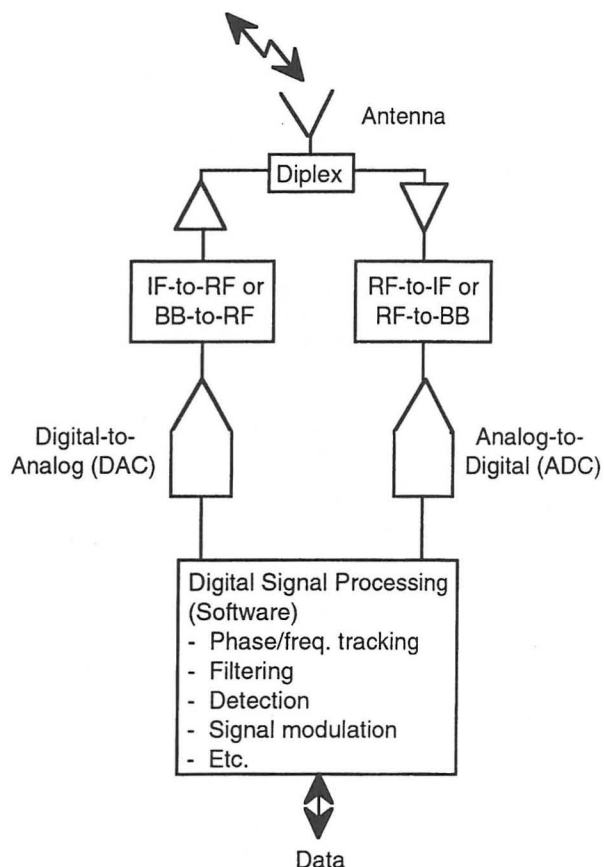 Antenna
Diplex
IF-to-RF or
BB-to-RF
RF-to-IF or
RF-to-BB
Digital-to-
Analog (DAC)
Analog-to-
Digital (ADC)
Digital Signal Processing
(Software)
- Phase/freq. tracking
- Filtering
- Detection
- Signal modulation
- Etc.
Data